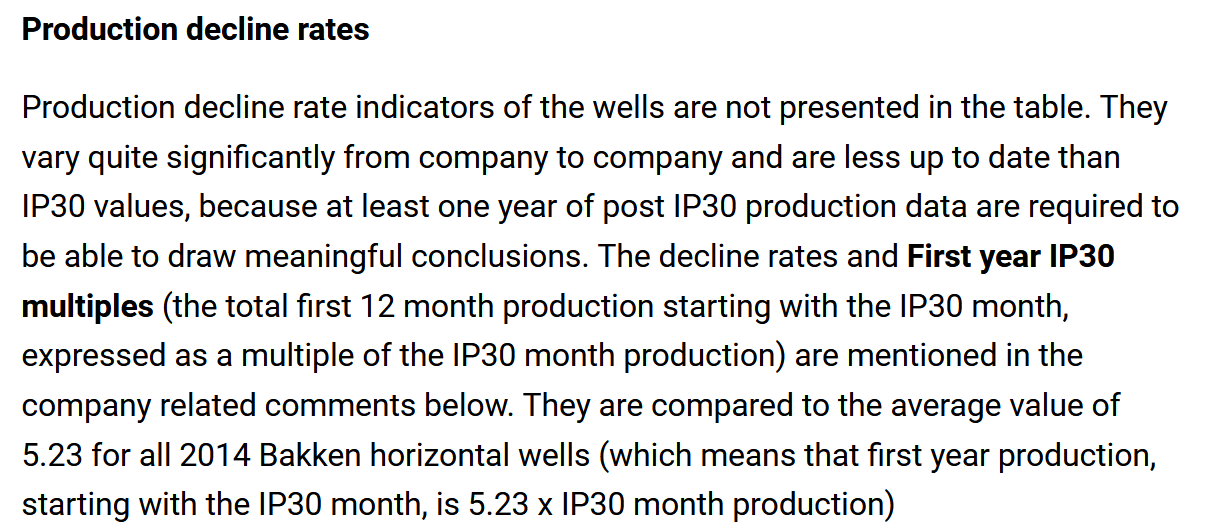 Production decline rates
Production decline rate indicators of the wells are not presented in the table. They
vary quite significantly from company to company and are less up to date than
IP30 values, because at least one year of post IP30 production data are required to
be able to draw meaningful conclusions. The decline rates and First year IP30
multiples (the total first 12 month production starting with the IP30 month,
expressed as a multiple of the IP30 month production) are mentioned in the
company related comments below. They are compared to the average value of
5.23 for all 2014 Bakken horizontal wells (which means that first year production,
starting with the IP30 month, is 5.23 x IP30 month production)